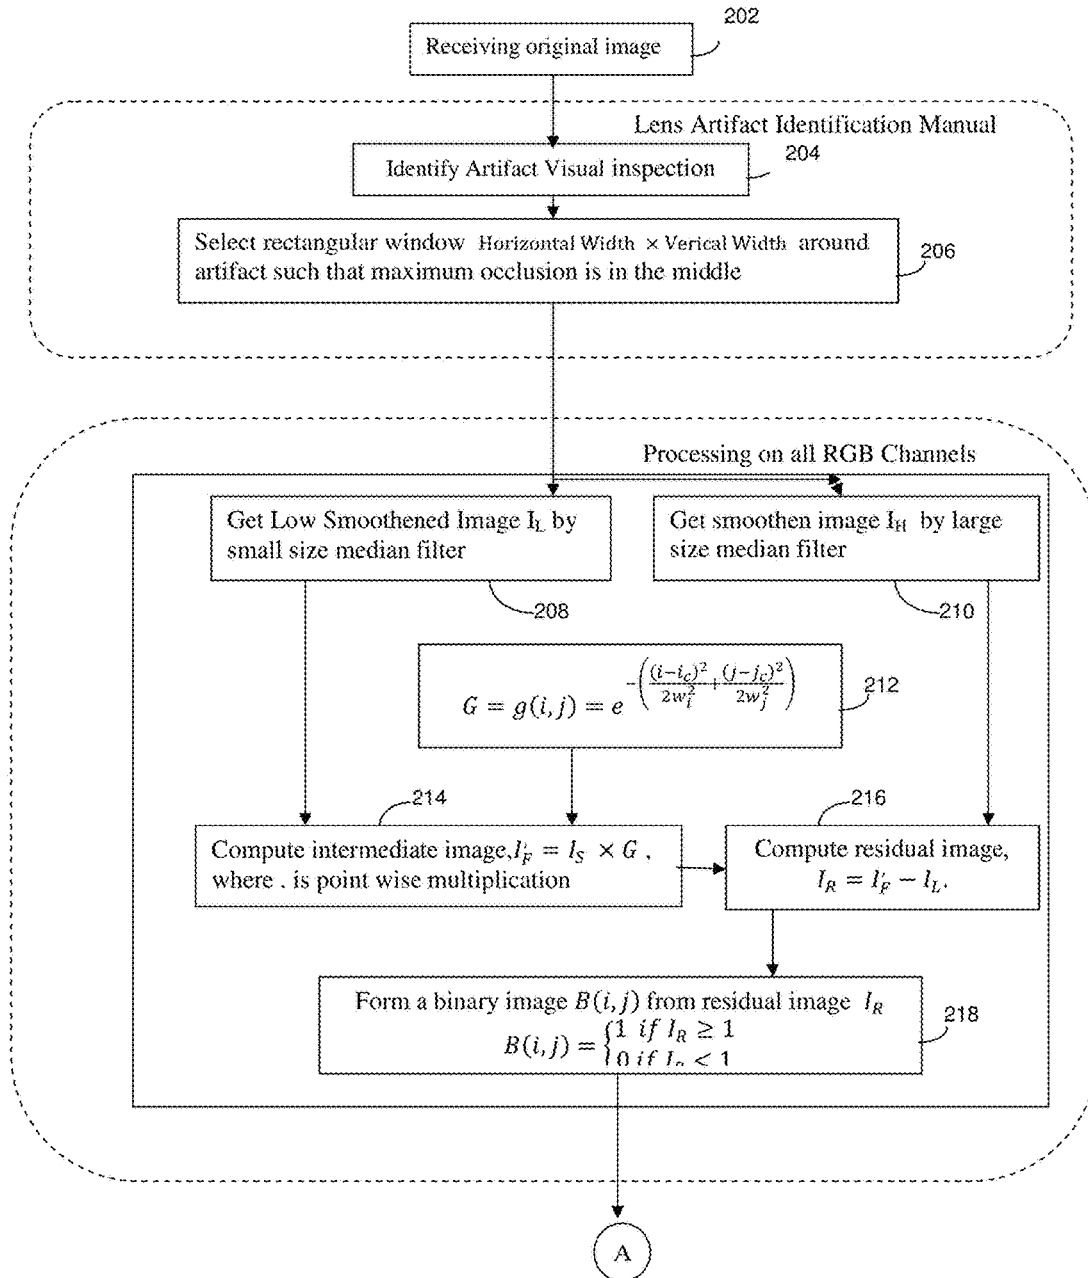 202
Receiving original image
Lens Artifact Identification Manual
204
Identify Artifact Visual inspection
Select rectangular window Horizontal Width × Verical Width around
artifact such that maximum occlusion is in the middle
206
Processing on all RGB Channels
Get Low Smoothened Image I_L by
small size median filter
Get smoothen image I_H by large
size median filter
208
210
G = g(i,j) = e^{-((i-i_c)^2/2w_i^2 + (j-j_c)^2/2w_j^2)}
212
214
216
Compute intermediate image,I'_F = I_S × G ,
where . is point wise multiplication
Compute residual image,
I_R = I'_F − I_L.
Form a binary image B(i,j) from residual image I_R
B(i,j) = {1 if I_R ≥ 1
0 if I_R < 1
218
A